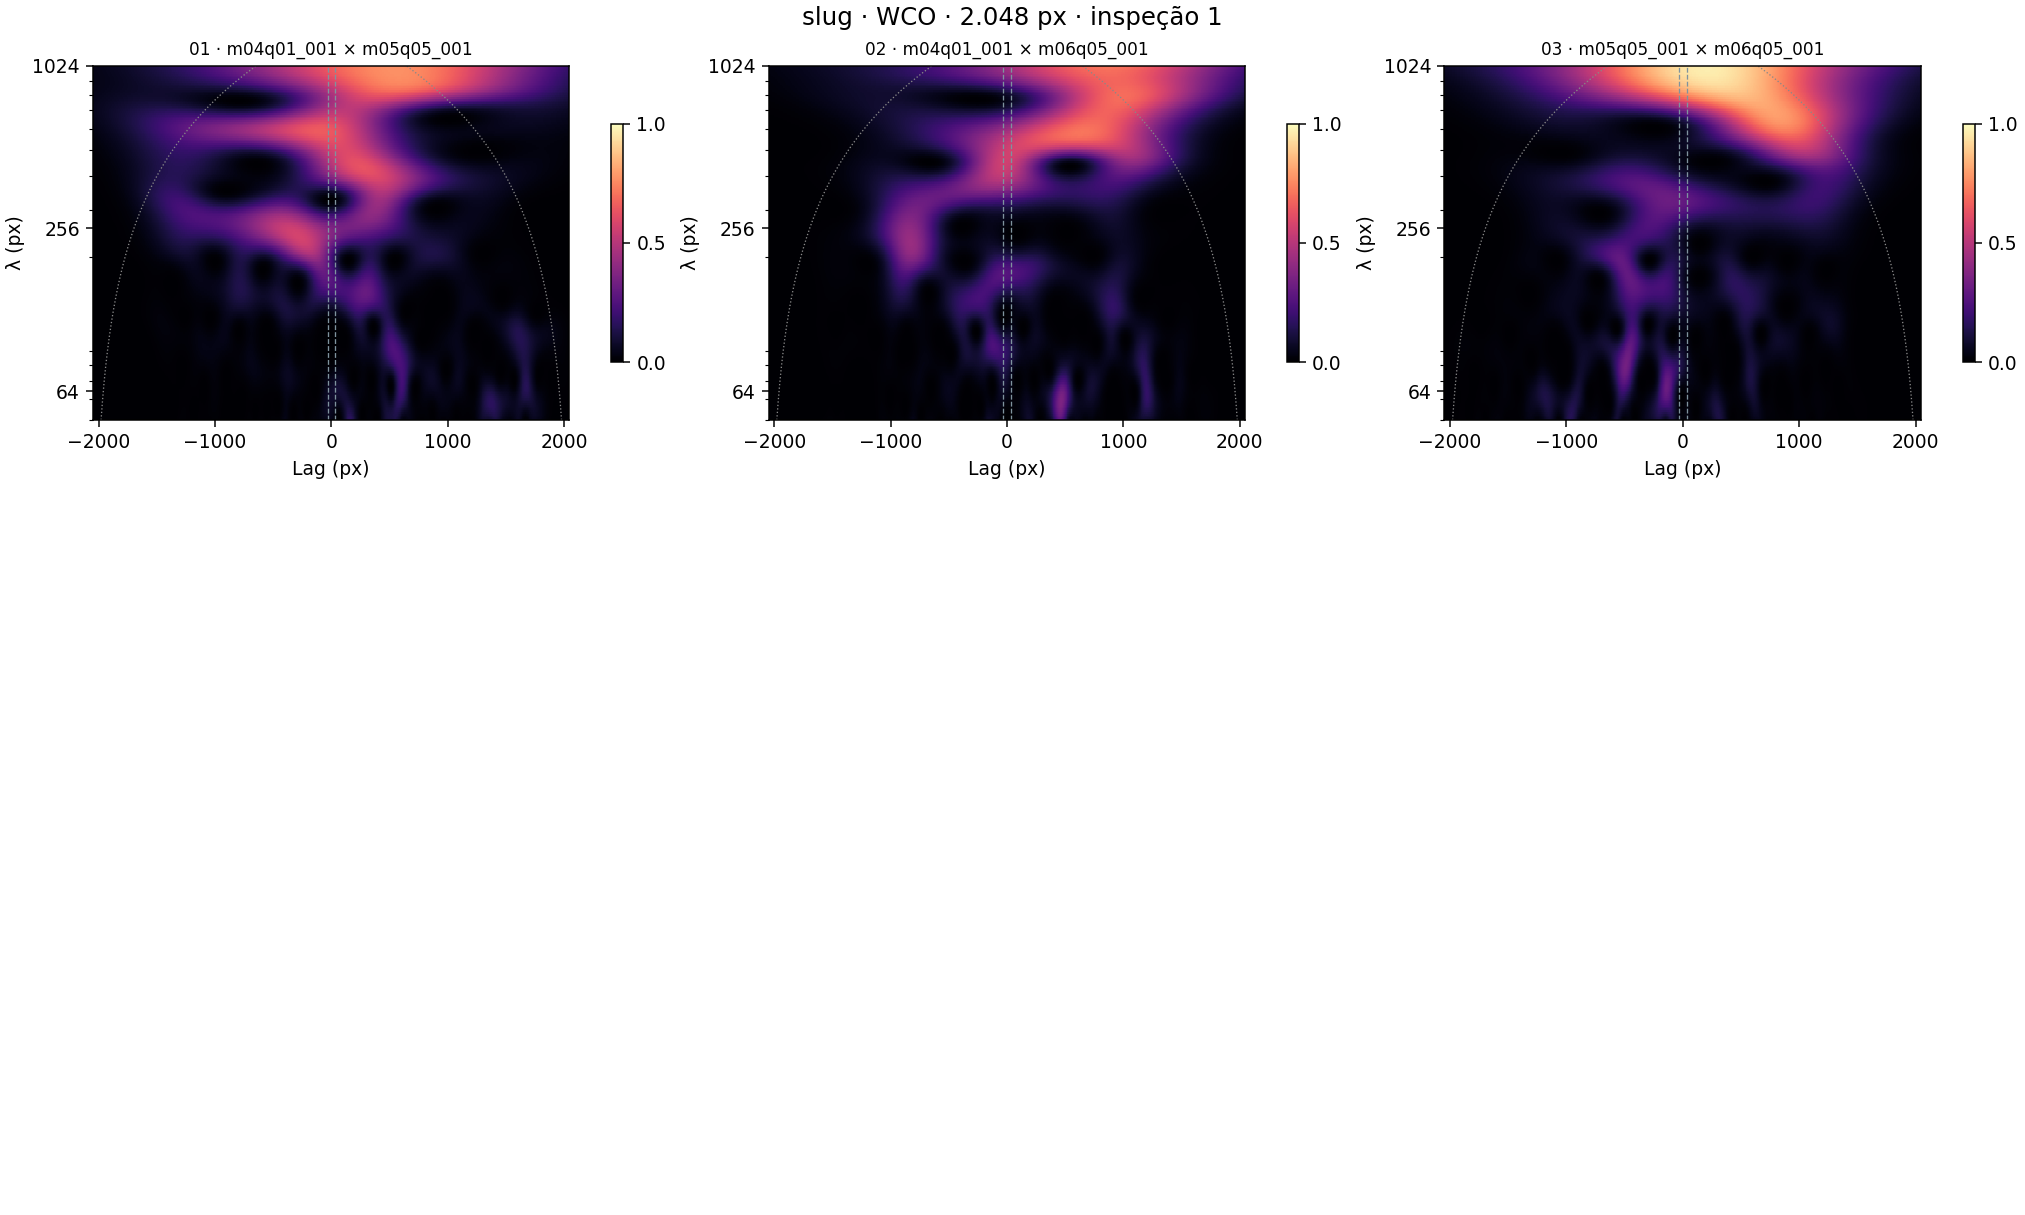 slug · WCO · 2.048 px · inspeção 1
01 · m04q01_001 × m05q05_001
1024
256
64
λ (px)
−2000 −1000 0 1000 2000
Lag (px)
1.0
0.5
0.0
02 · m04q01_001 × m06q05_001
1024
256
64
λ (px)
−2000 −1000 0 1000 2000
Lag (px)
1.0
0.5
0.0
03 · m05q05_001 × m06q05_001
1024
256
64
λ (px)
−2000 −1000 0 1000 2000
Lag (px)
1.0
0.5
0.0